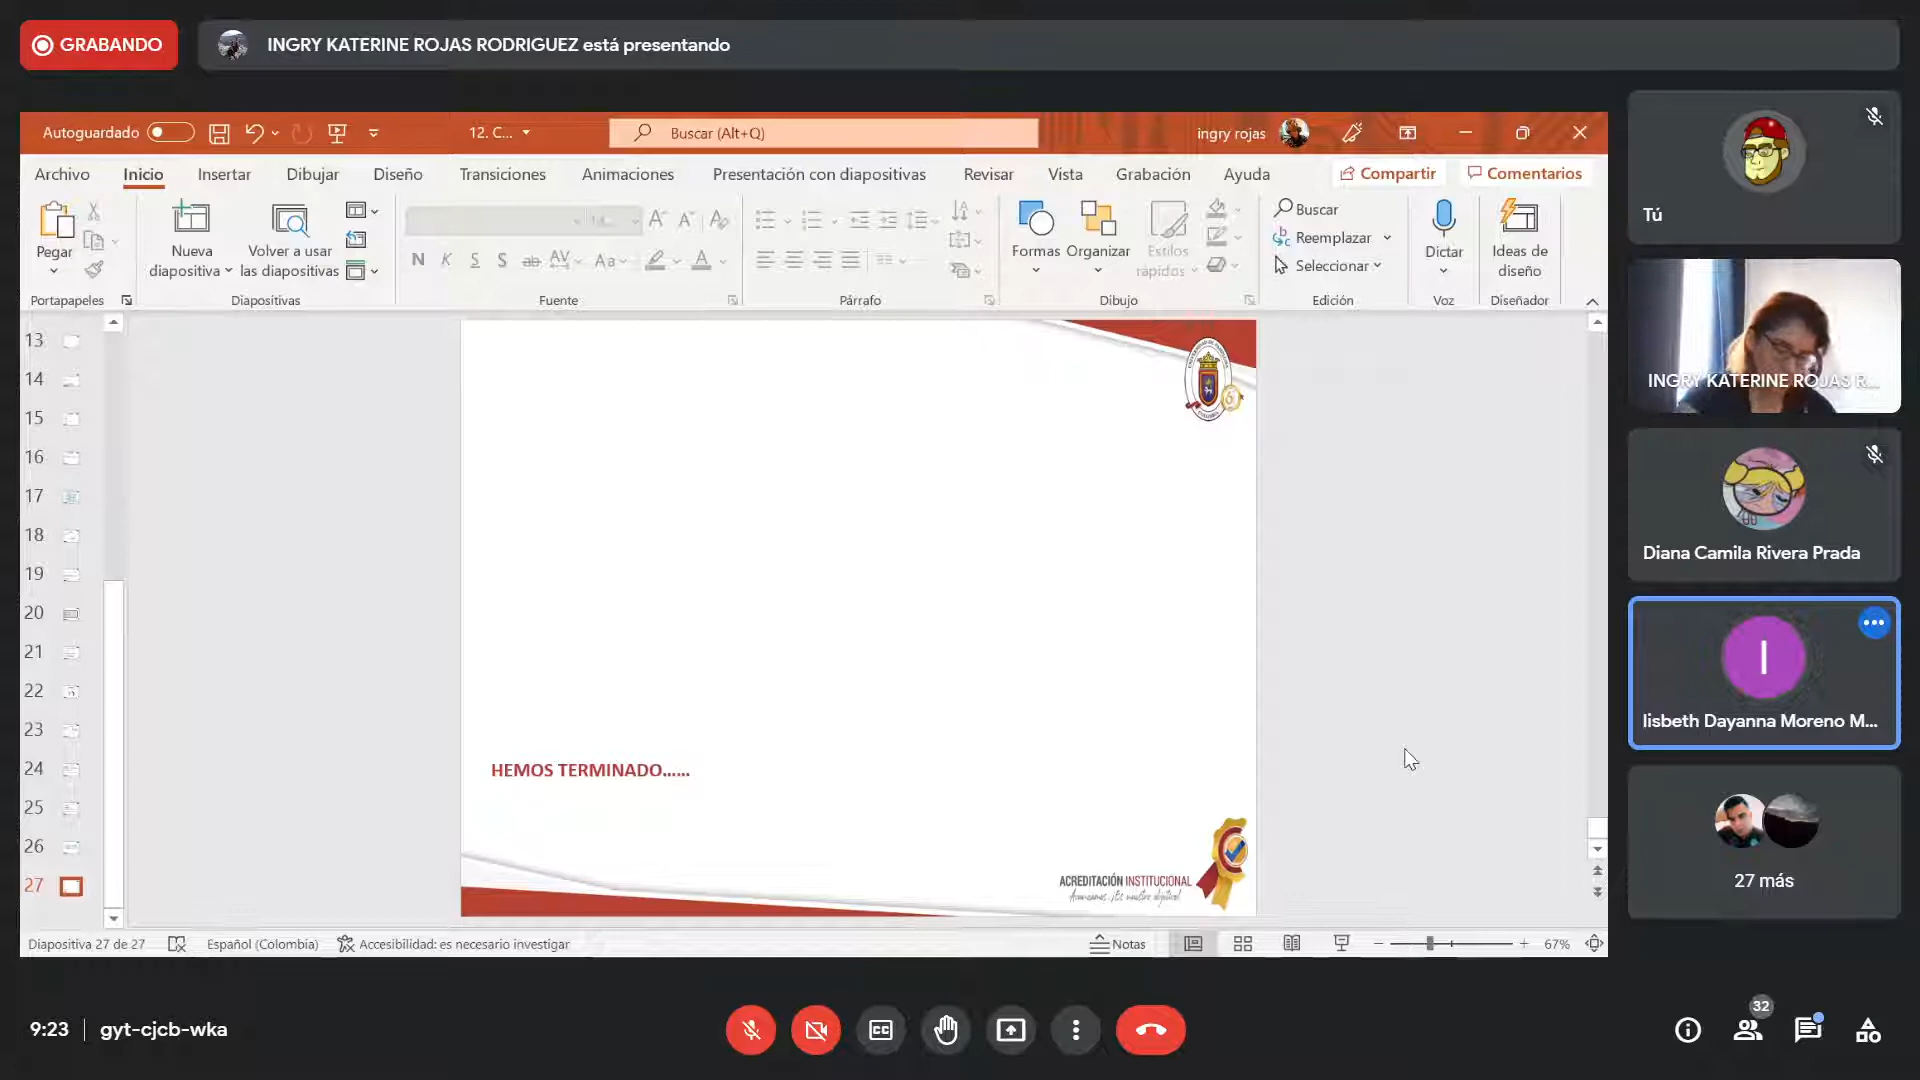 GRABANDO
INGRY KATERINE ROJAS RODRIGUEZ está presentando
Autoguardado
12. C...
Buscar (Alt+Q)
ingry rojas
Archivo
Inicio
Insertar
Dibujar
Diseño
Transiciones
Animaciones
Presentación con diapositivas
Revisar
Vista
Grabación
Ayuda
Compartir
Comentarios
Pegar
Nueva
diapositiva
Volver a usar
las diapositivas
N K S S ab AV Aa A
Formas
Organizar
Estilos
rápidos
Buscar
Reemplazar
Seleccionar
Dictar
Ideas de
diseño
Portapapeles
Diapositivas
Fuente
Párrafo
Dibujo
Edición
Voz
Diseñador
13
14
15
16
17
18
19
20
21
22
23
24
25
26
27
HEMOS TERMINADO......
ACREDITACIÓN INSTITUCIONAL
Diapositiva 27 de 27
Español (Colombia)
Accesibilidad: es necesario investigar
Notas
67%
Tú
INGRY KATERINE ROJAS R...
Diana Camila Rivera Prada
I
lisbeth Dayanna Moreno M...
27 más
9:23
gyt-cjcb-wka
CC
32